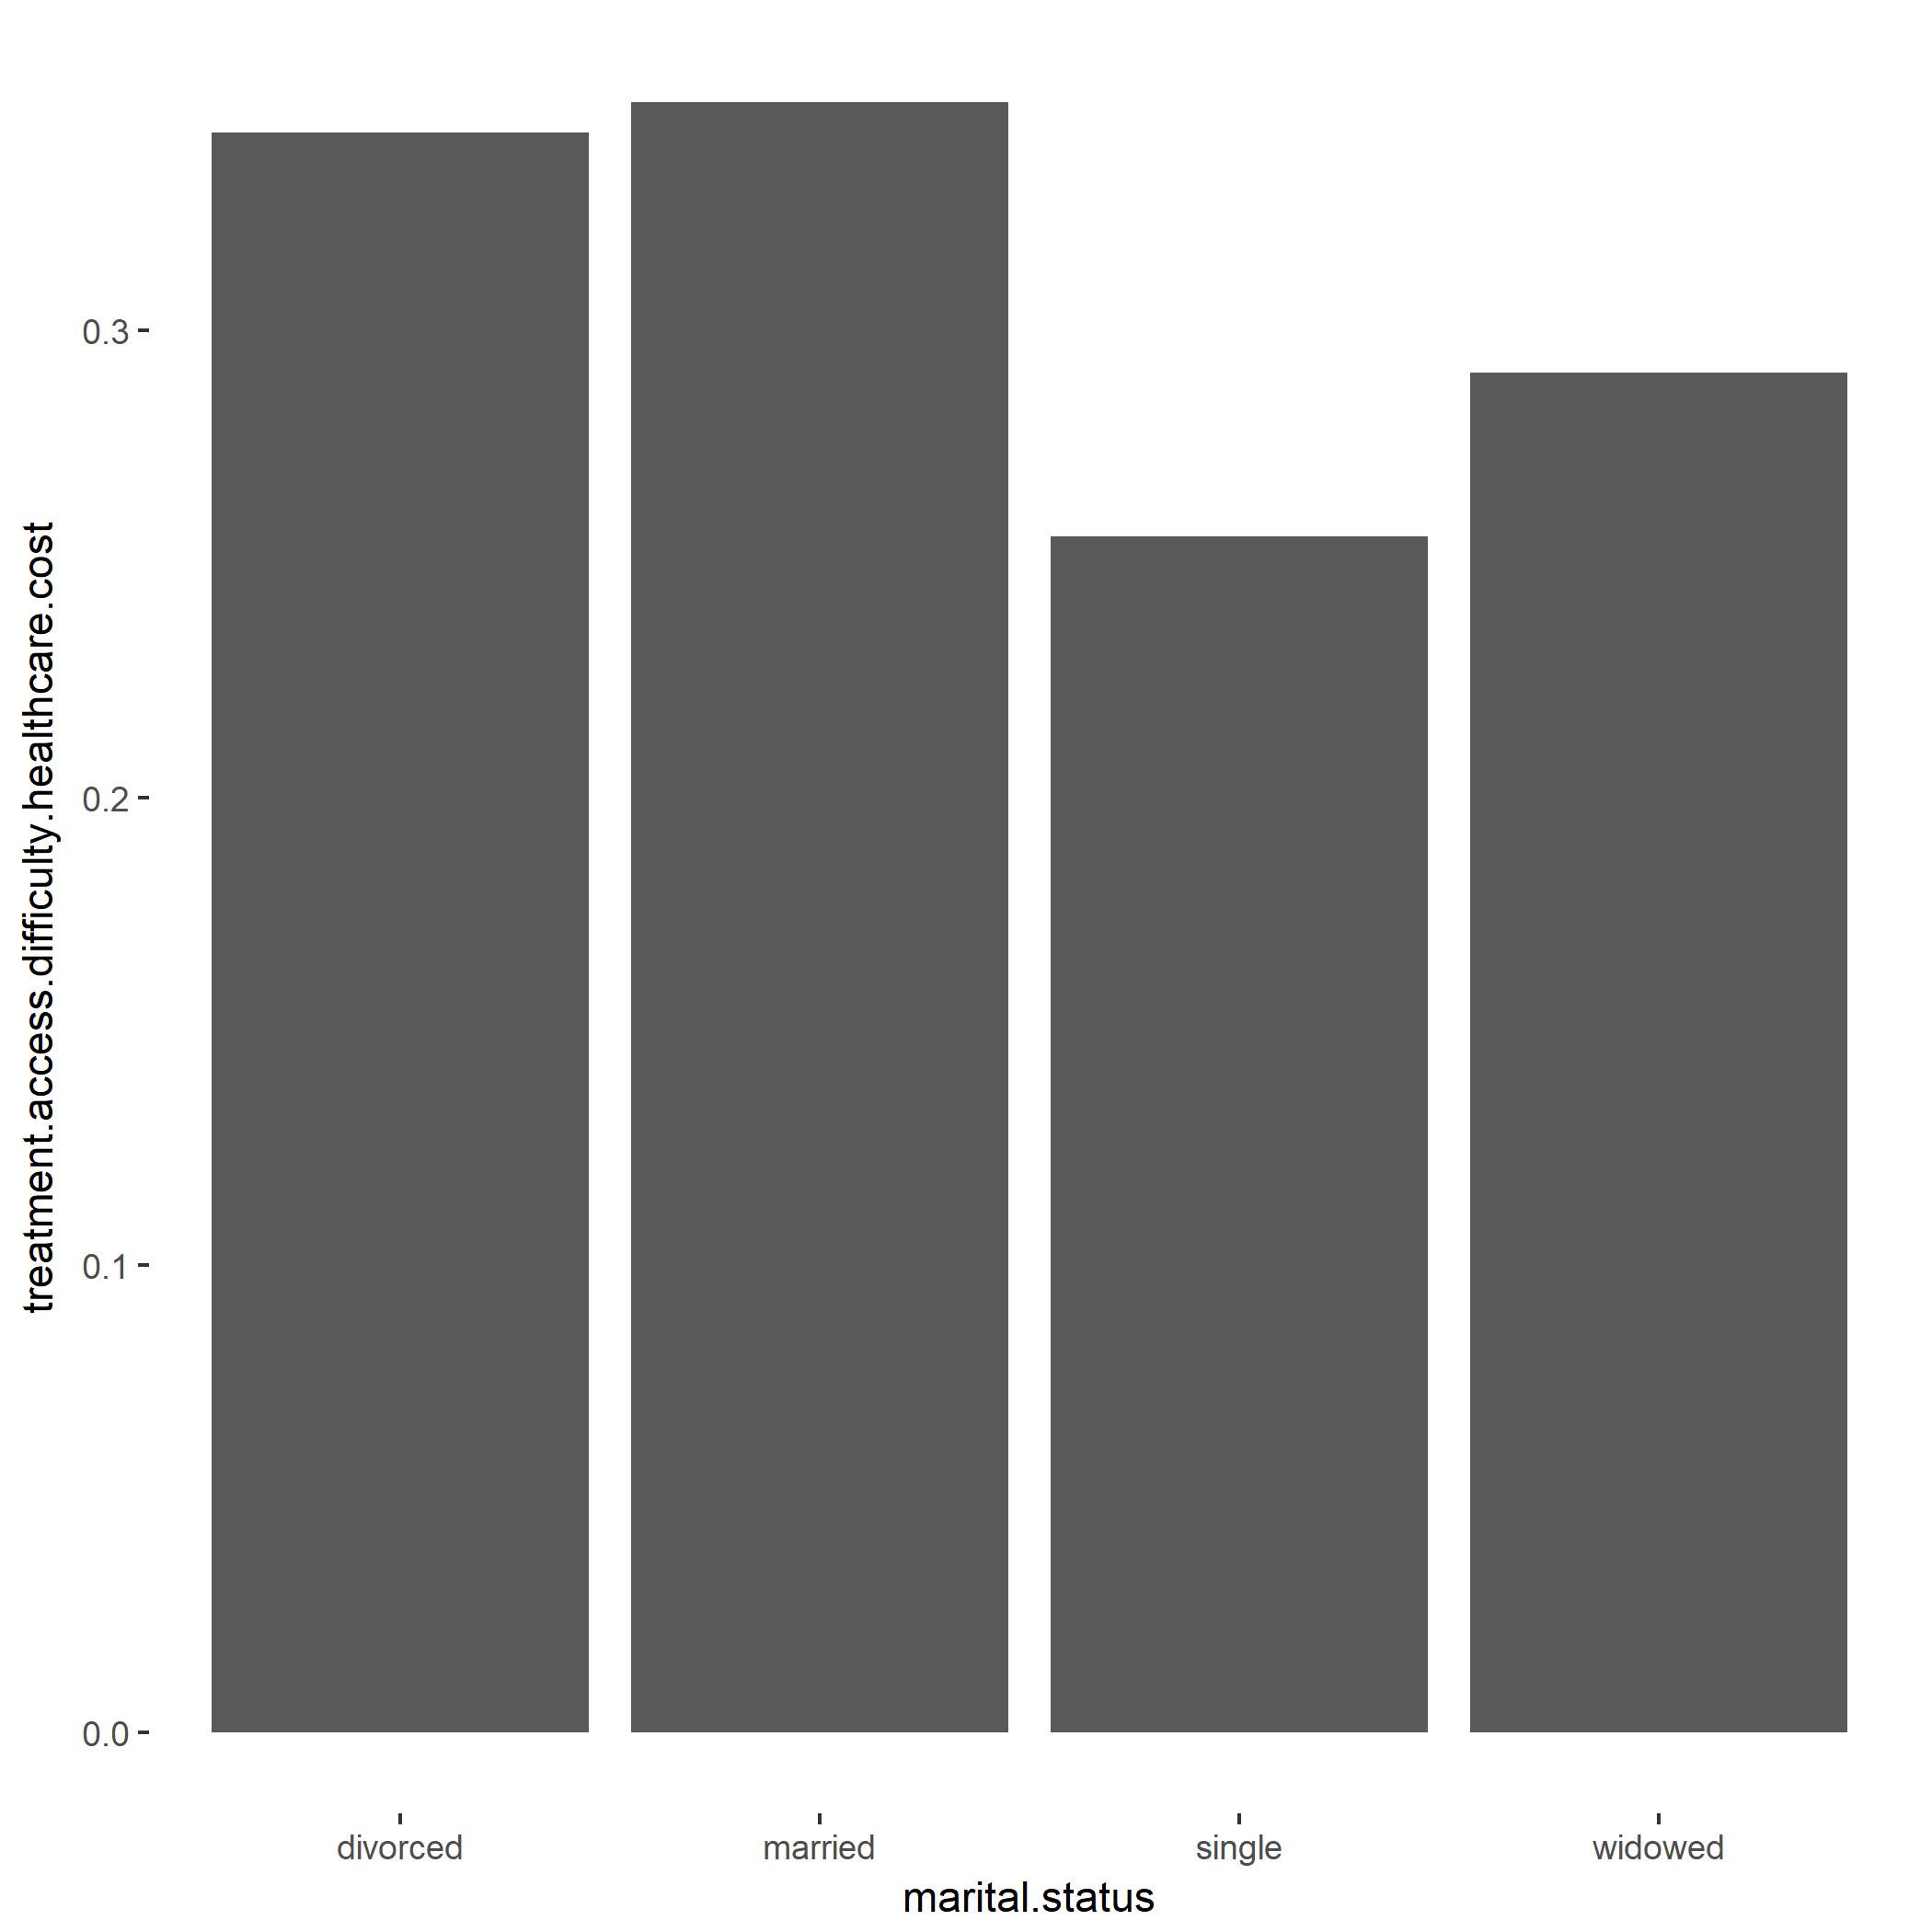 treatment.access.difficulty.healthcare.cost
0.3
0.2
0.1
0.0
divorced married single widowed
marital.status